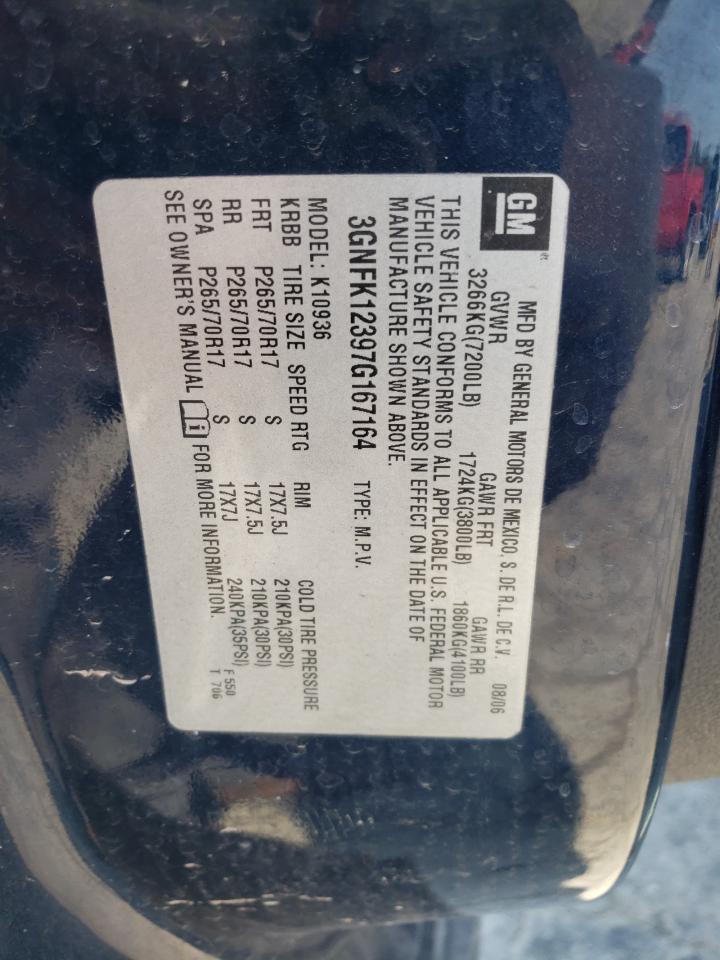 GM
MFD BY GENERAL MOTORS DE MEXICO, S. DE R.L. DE C.V. 08/06
GVWR GAWR FRT GAWR RR
3266KG(7200LB) 1724KG(3800LB) 1860KG(4100LB)
THIS VEHICLE CONFORMS TO ALL APPLICABLE U.S. FEDERAL MOTOR
VEHICLE SAFETY STANDARDS IN EFFECT ON THE DATE OF
MANUFACTURE SHOWN ABOVE.
3GNFK12397G167164 TYPE: M.P.V.
MODEL: K10936
KRBB TIRE SIZE SPEED RTG RIM COLD TIRE PRESSURE
FRT P265/70R17 S 17X7.5J 210KPA(30PSI)
RR P265/70R17 S 17X7.5J 210KPA(30PSI)
SPA P265/70R17 S 17X7J 240KPA(35PSI)
SEE OWNER'S MANUAL FOR MORE INFORMATION.
F 550
T 706